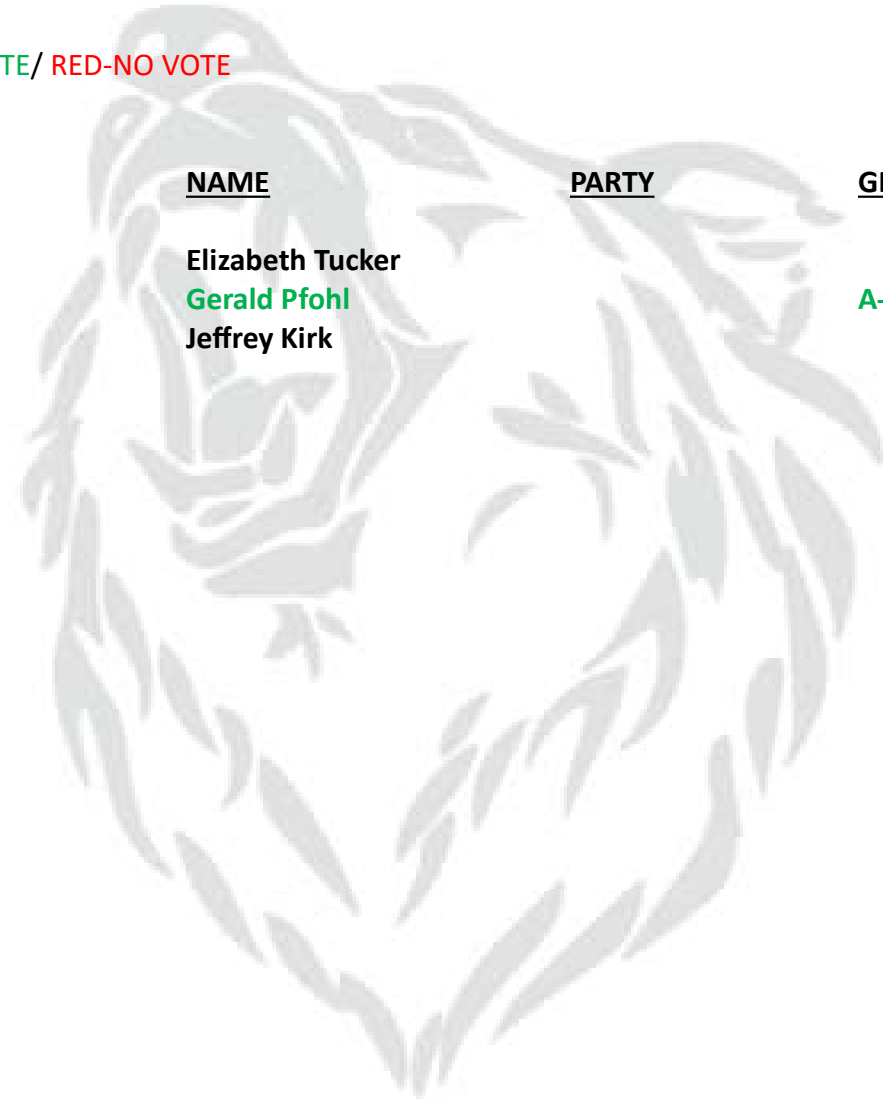 TE/ RED-NO VOTE
NAME PARTY
Elizabeth Tucker
Gerald Pfohl A-
Jeffrey Kirk